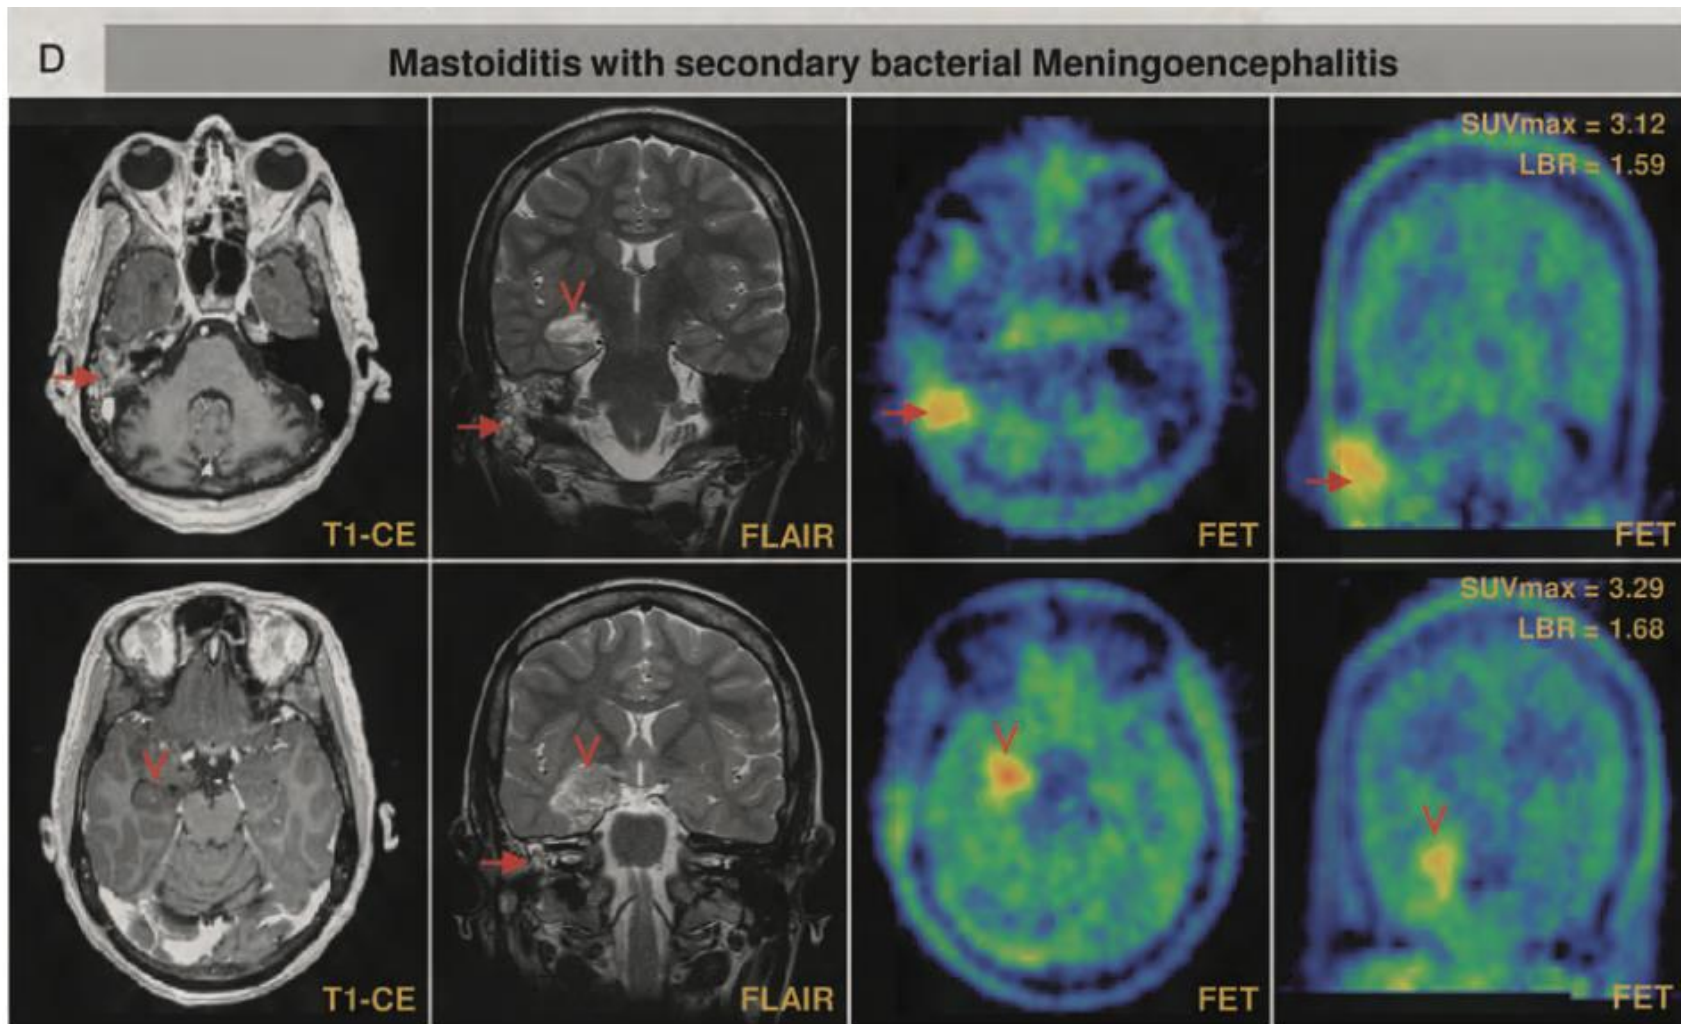 D
Mastoiditis with secondary bacterial Meningoencephalitis
SUVmax = 3.12
LBR = 1.59
T1-CE
FLAIR
FET
FET
SUVmax = 3.29
LBR = 1.68
T1-CE
FLAIR
FET
FET